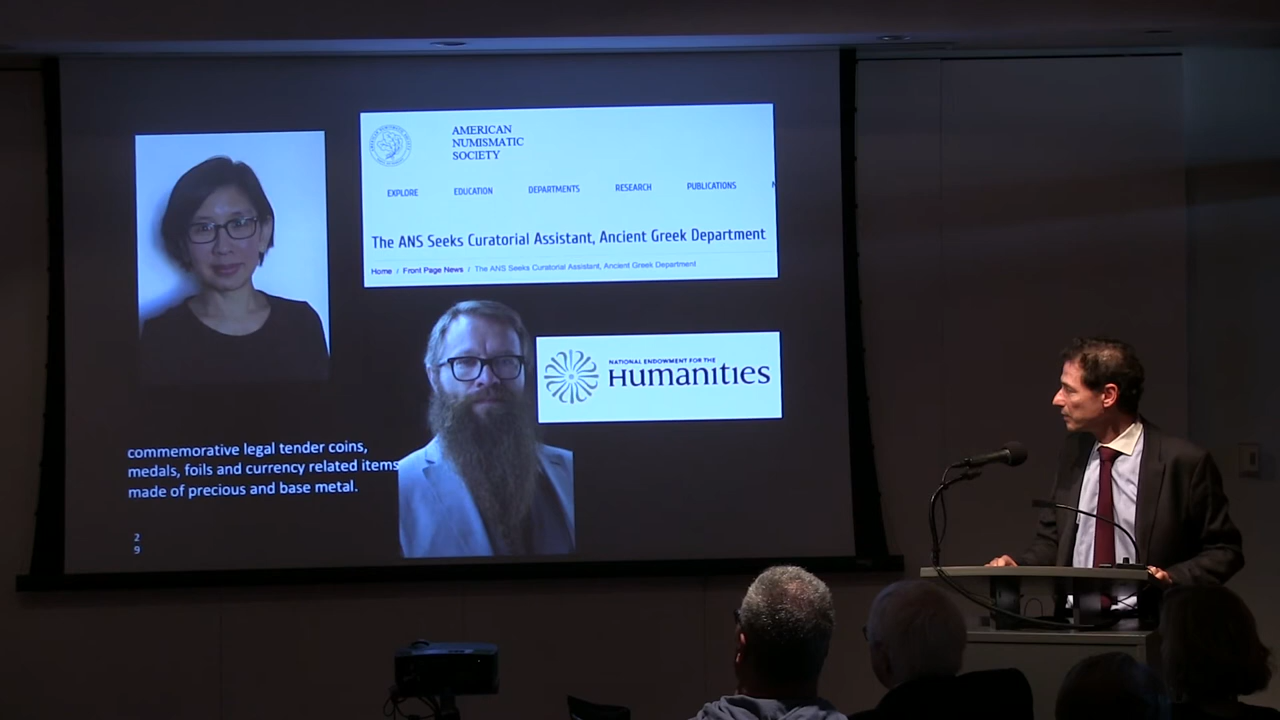 AMERICAN
NUMISMATIC
SOCIETY
EXPLORE EDUCATION DEPARTMENTS RESEARCH PUBLICATIONS
The ANS Seeks Curatorial Assistant, Ancient Greek Department
Home / Front Page News / The ANS Seeks Curatorial Assistant, Ancient Greek Department
NATIONAL ENDOWMENT FOR THE
Humanities
commemorative legal tender coins,
medals, foils and currency related items
made of precious and base metal.
2
9